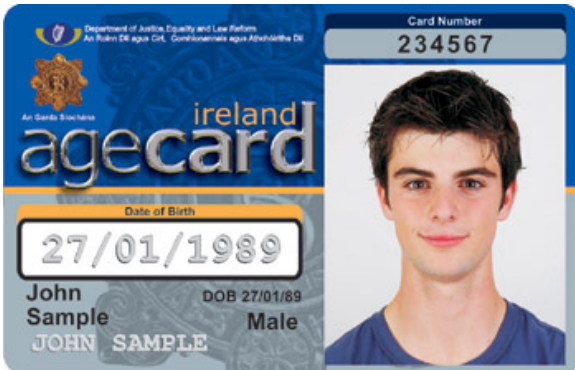 Department of Justice, Equality and Law Reform
An Roinn Dlí agus Cirt, Comhionannais agus Athchóirithe Dlí
Card Number
234567
An Garda Síochána
ireland
agecard
Date of Birth
27/01/1989
John
Sample
DOB 27/01/89
Male
JOHN SAMPLE